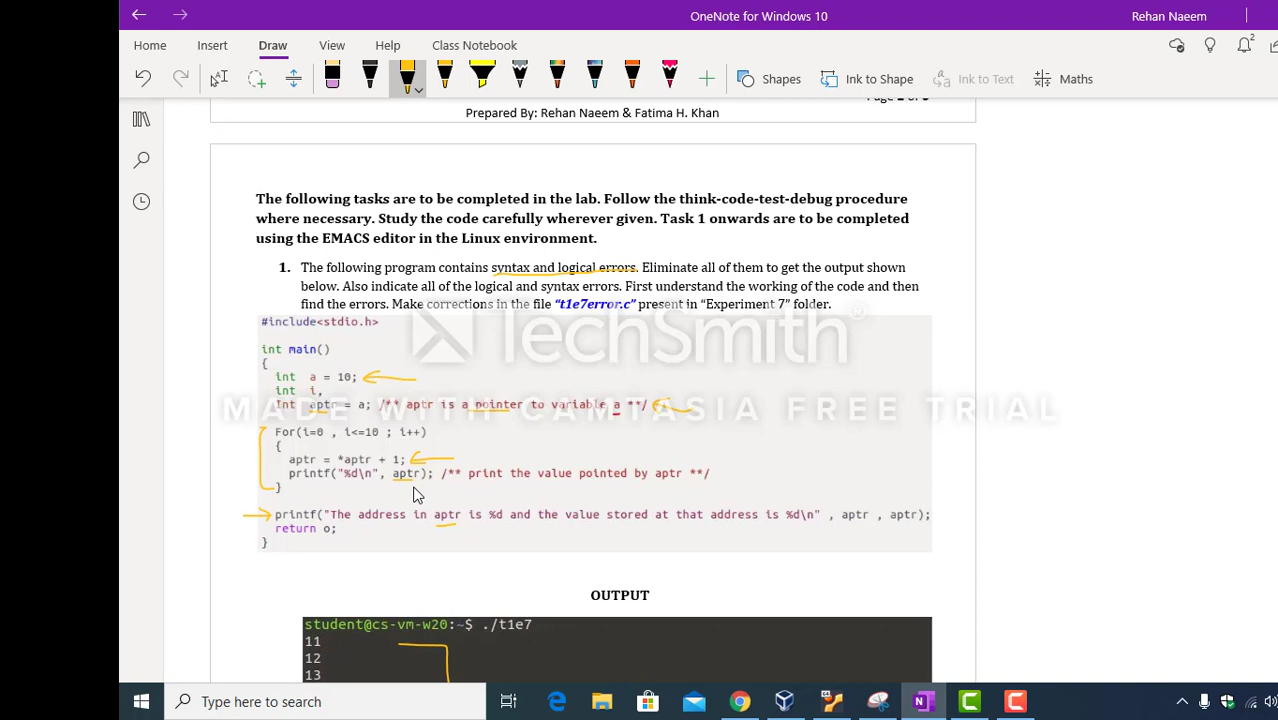 OneNote for Windows 10
Rehan Naeem
Home Insert Draw View Help Class Notebook
Shapes Ink to Shape Ink to Text Maths
Prepared By: Rehan Naeem & Fatima H. Khan
The following tasks are to be completed in the lab. Follow the think-code-test-debug procedure
where necessary. Study the code carefully wherever given. Task 1 onwards are to be completed
using the EMACS editor in the Linux environment.
1. The following program contains syntax and logical errors. Eliminate all of them to get the output shown
below. Also indicate all of the logical and syntax errors. First understand the working of the code and then
find the errors. Make corrections in the file "t1e7error.c" present in "Experiment 7" folder.
#include<stdio.h>
int main()
{
int a = 10;
int i,
Int aptr = a; /** aptr is a pointer to variable a **/
For(i=0 , i<=10 ; i++)
{
aptr = *aptr + 1;
printf("%d\n", aptr); /** print the value pointed by aptr **/
}
printf("The address in aptr is %d and the value stored at that address is %d\n" , aptr , aptr);
return o;
}
TechSmith
MADE WITH CAMTASIA FREE TRIAL
OUTPUT
student@cs-vm-w20:~$ ./t1e7
11
12
13
Type here to search